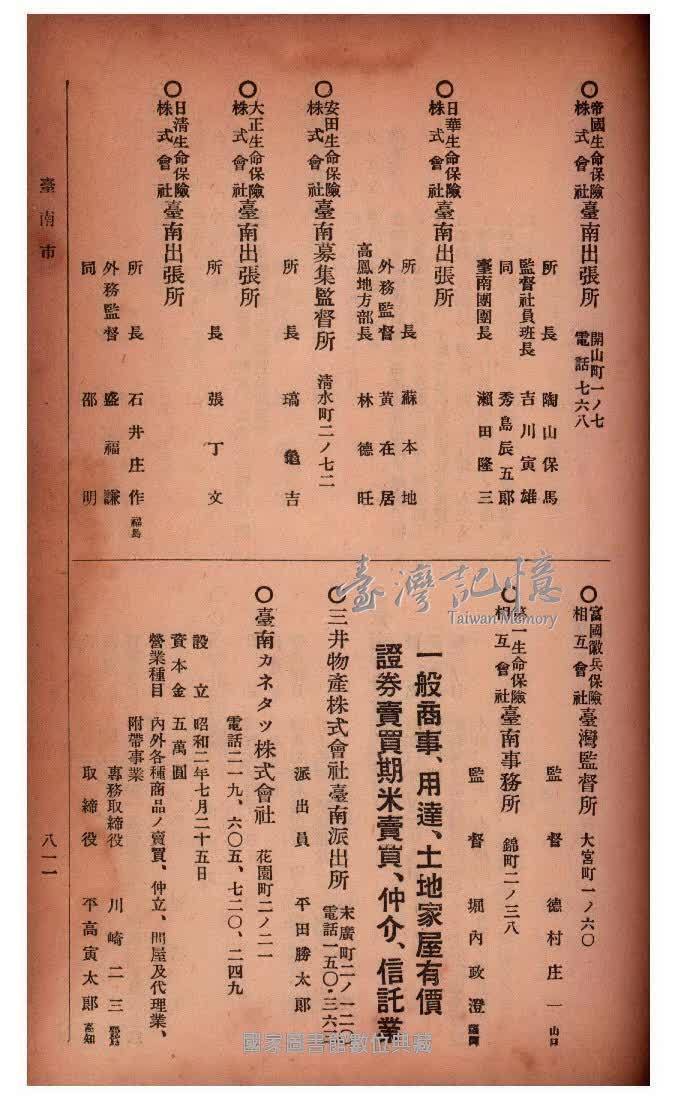 ○帝國生命保險株式會社臺南出張所 開山町一ノ七 電話七六八
所長 陶山保馬
監督社員班長 吉川寅雄
同 秀島辰五郎
臺南團團長 瀨田隆三
○日華生命保險株式會社臺南出張所
所長 蘇本地
外務監督 黃在居
高鳳地方部長 林德旺
○安田生命保險株式會社臺南募集監督所 清水町二ノ七二
所長 塙龜吉
○大正生命保險株式會社臺南出張所
所長 張丁文
○日清生命保險株式會社臺南出張所
所長 石井庄作 福島
外務監督 盛福謙
同 邵明
臺南市
○富國徵兵保險相互會社臺灣監督所 大宮町一ノ六〇
監督 德村庄一 山口
○第一生命保險相互會社臺南事務所 錦町二ノ三八
監督 堀內政澄
一般商事、用達、土地家屋有價
證券賣買期米賣買、仲介、信託業
○三井物產株式會社臺南派出所 末廣町二ノ一二 電話一五〇・三六
派出員 平田勝太郎
○臺南カネタツ株式會社 花園町二ノ二一
電話二一九、六〇五、七二〇、二四九
設立 昭和二年七月二十五日
資本金 五萬圓
營業種目 內外各種商品ノ賣買、仲立、問屋及代理業、
附帶事業
專務取締役 川崎二三
取締役 平高寅太郎 高知
八一一
臺灣記憶
Taiwan Memory
國家圖書館數位典藏